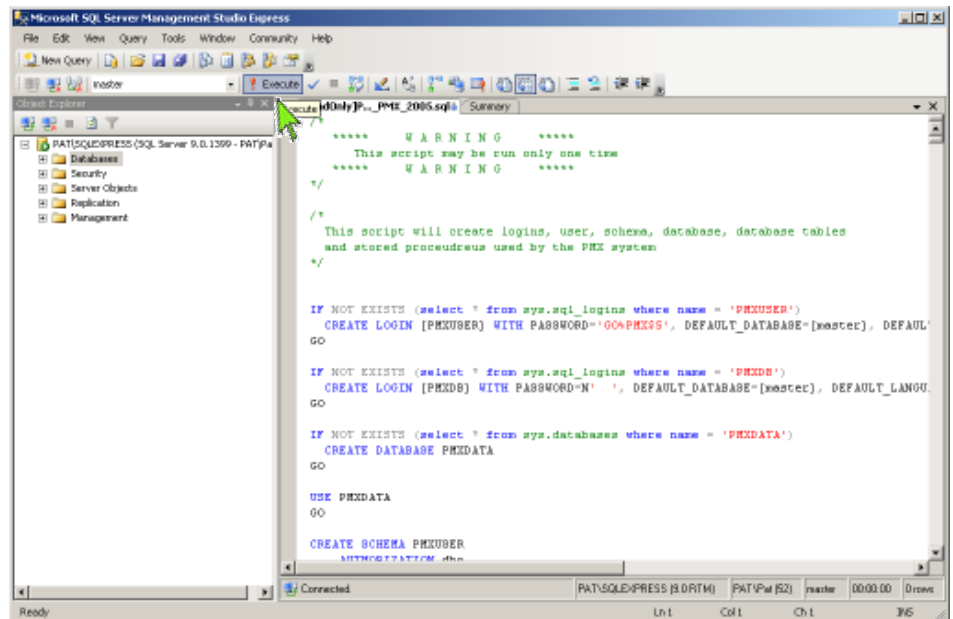 Microsoft SQL Server Management Studio Express
File Edit View Query Tools Window Community Help
New Query
master Execute
Object Explorer
Execute
dOnly]P..._PMX_2005.sql Summary
PAT\SQLEXPRESS (SQL Server 9.0.1399 - PAT\Pa
Databases
Security
Server Objects
Replication
Management
/*
***** W A R N I N G *****
This script may be run only one time
***** W A R N I N G *****
*/
/*
This script will create logins, user, schema, database, database tables
and stored proceudreus used by the PMX system
*/
IF NOT EXISTS (select * from sys.sql_logins where name = 'PMXUSER')
CREATE LOGIN [PMXUSER] WITH PASSWORD='GO%PMX$S', DEFAULT_DATABASE=[master], DEFAUL
GO
IF NOT EXISTS (select * from sys.sql_logins where name = 'PMXDB')
CREATE LOGIN [PMXDB] WITH PASSWORD=N'  ', DEFAULT_DATABASE=[master], DEFAULT_LANGU
GO
IF NOT EXISTS (select * from sys.databases where name = 'PMXDATA')
CREATE DATABASE PMXDATA
GO
USE PMXDATA
GO
CREATE SCHEMA PMXUSER
AUTHORIZATION dbo
Connected. PAT\SQLEXPRESS (9.0 RTM) PAT\Pat (52) master 00:00:00 0 rows
Ready Ln 1 Col 1 Ch 1 INS